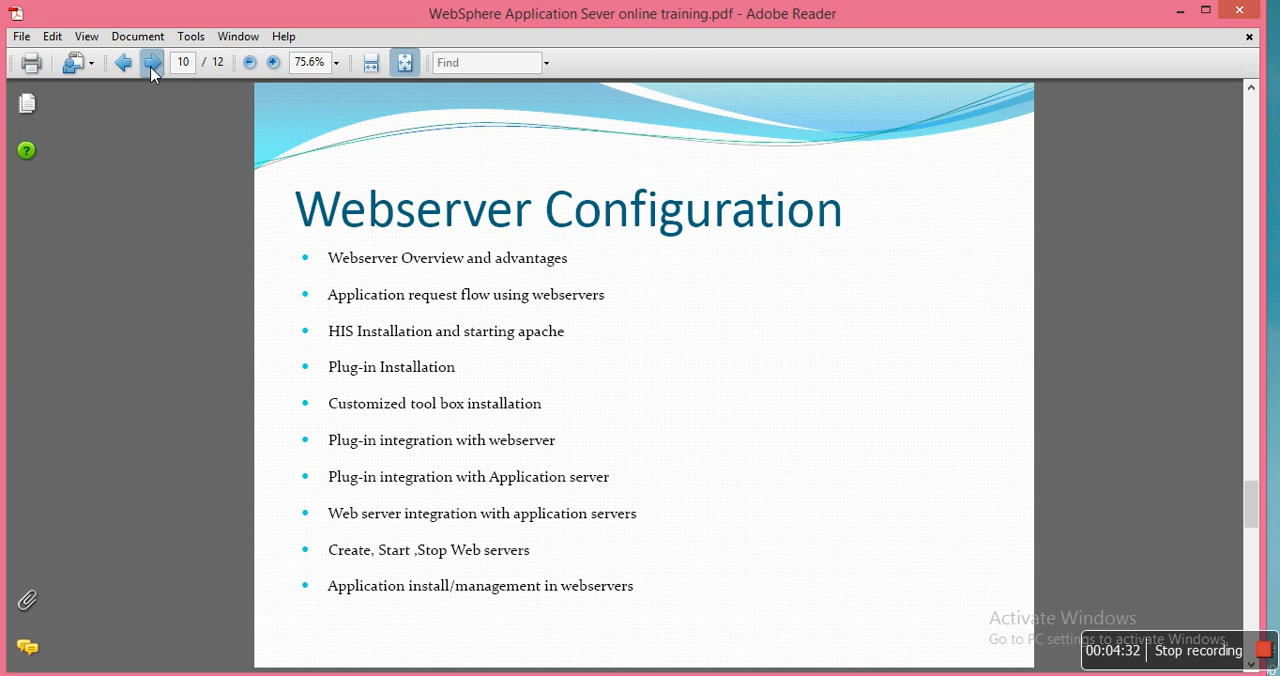 WebSphere Application Sever online training.pdf - Adobe Reader
File Edit View Document Tools Window Help
10 / 12 75.6% Find
Webserver Configuration
• Webserver Overview and advantages
• Application request flow using webservers
• HIS Installation and starting apache
• Plug-in Installation
• Customized tool box installation
• Plug-in integration with webserver
• Plug-in integration with Application server
• Web server integration with application servers
• Create, Start ,Stop Web servers
• Application install/management in webservers
Activate Windows
Go to PC settings to activate Windows.
00:04:32 Stop recording